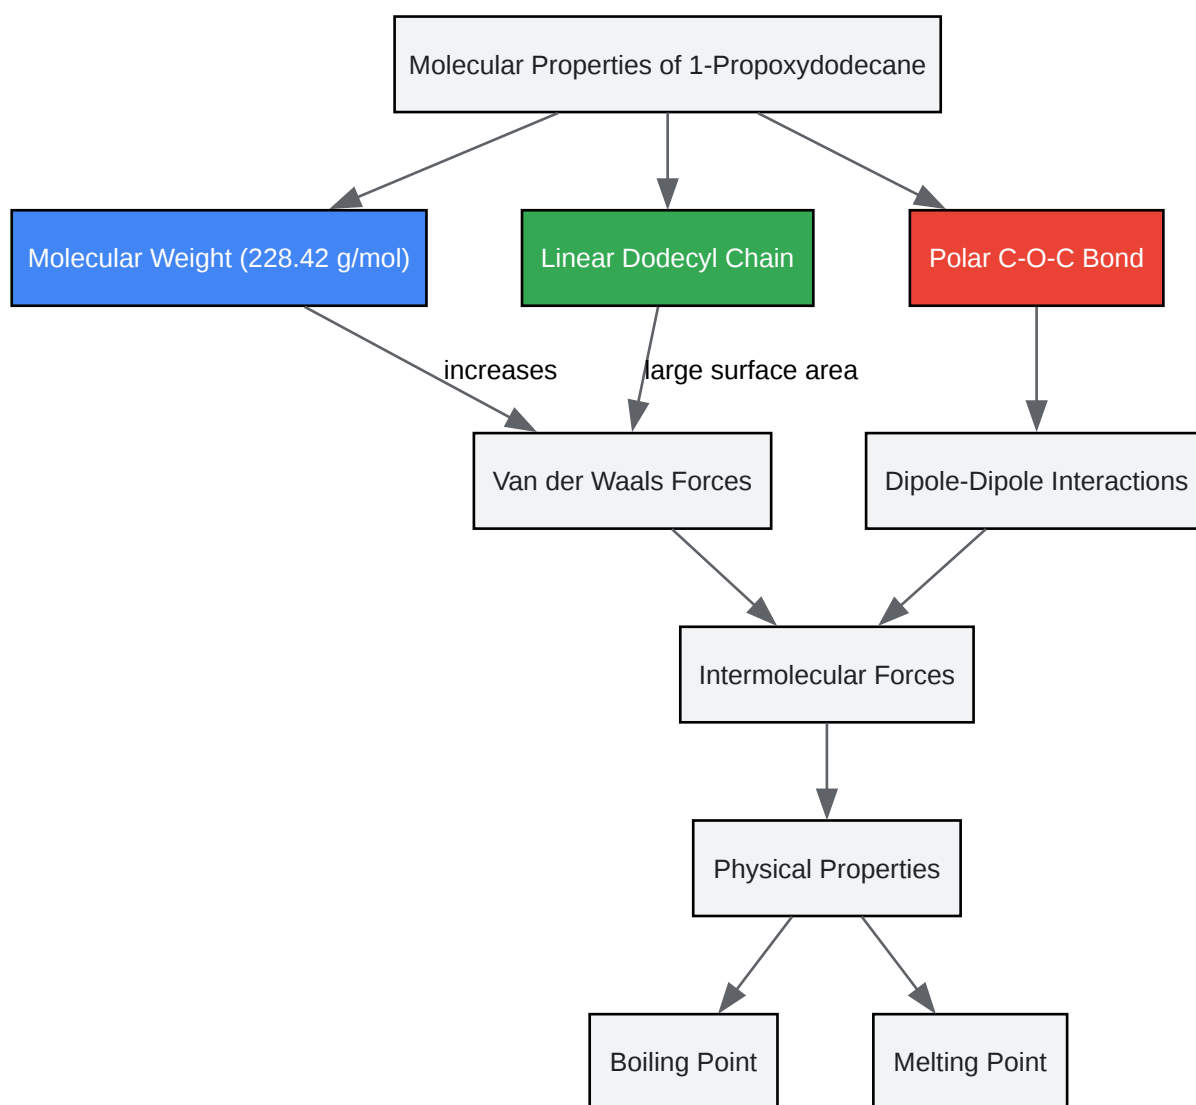 Molecular Properties of 1-Propoxydodecane
Molecular Weight (228.42 g/mol)
Linear Dodecyl Chain
Polar C-O-C Bond
increases
large surface area
Van der Waals Forces
Dipole-Dipole Interactions
Intermolecular Forces
Physical Properties
Boiling Point
Melting Point